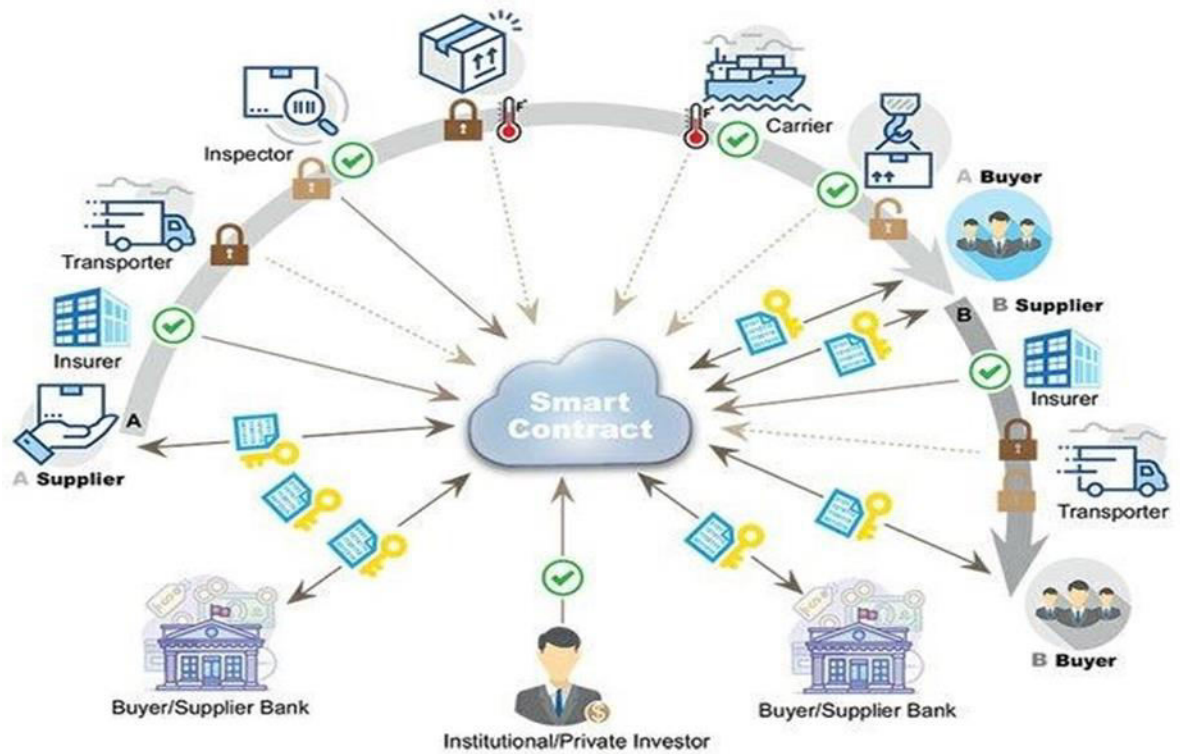 Carrier
Inspector
A Buyer
Transporter
B Supplier
B
Insurer
Insurer
Smart
Contract
A
A Supplier
Transporter
B Buyer
Buyer/Supplier Bank
Buyer/Supplier Bank
Institutional/Private Investor
F°
F°
$